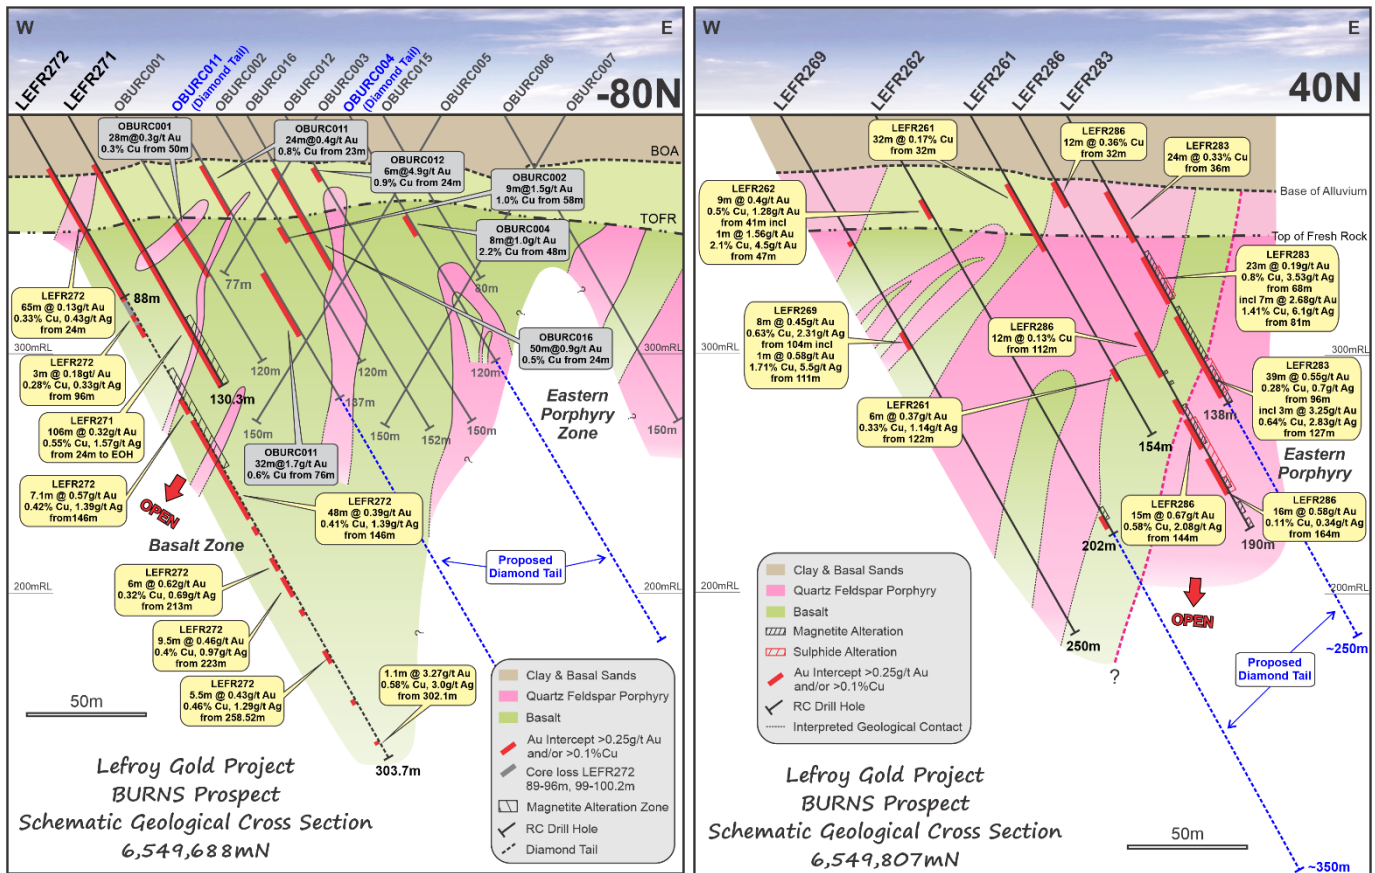 W
E
LEFR272
LEFR271
OBURC001
OBURC011
(Diamond Tail)
OBURC002
OBURC016
OBURC012
OBURC003
OBURC004
(Diamond Tail)
OBURC015
OBURC005
OBURC006
OBURC007
-80N
OBURC001
28m@0.3g/t Au
0.3% Cu from 50m
OBURC011
24m@0.4g/t Au
0.8% Cu from 23m
OBURC012
6m@4.9g/t Au
0.9% Cu from 24m
OBURC002
9m@1.5g/t Au
1.0% Cu from 58m
OBURC004
8m@1.0g/t Au
2.2% Cu from 48m
BOA
TOFR
77m
80m
88m
LEFR272
65m @ 0.13g/t Au
0.33% Cu, 0.43g/t Ag
from 24m
OBURC016
50m@0.9g/t Au
0.5% Cu from 24m
300mRL
300mRL
LEFR272
3m @ 0.18g/t Au
0.28% Cu, 0.33g/t Ag
from 96m
120m
120m
120m
130.3m
137m
Eastern
Porphyry
Zone
LEFR271
106m @ 0.32g/t Au
0.55% Cu, 1.57g/t Ag
from 24m to EOH
150m
150m
152m
150m
OBURC011
32m@1.7g/t Au
0.6% Cu from 76m
LEFR272
7.1m @ 0.57g/t Au
0.42% Cu, 1.39g/t Ag
from146m
OPEN
LEFR272
48m @ 0.39g/t Au
0.41% Cu, 1.39g/t Ag
from 146m
Basalt Zone
Proposed
Diamond Tail
?
?
?
?
LEFR272
6m @ 0.62g/t Au
0.32% Cu, 0.69g/t Ag
from 213m
200mRL
200mRL
LEFR272
9.5m @ 0.46g/t Au
0.4% Cu, 0.97g/t Ag
from 223m
LEFR272
5.5m @ 0.43g/t Au
0.46% Cu, 1.29g/t Ag
from 258.52m
1.1m @ 3.27g/t Au
0.58% Cu, 3.0g/t Ag
from 302.1m
50m
303.7m
Lefroy Gold Project
BURNS Prospect
Schematic Geological Cross Section
6,549,688mN
Clay & Basal Sands
Quartz Feldspar Porphyry
Basalt
Au Intercept >0.25g/t Au
and/or >0.1%Cu
Core loss LEFR272
89-96m, 99-100.2m
Magnetite Alteration Zone
RC Drill Hole
Diamond Tail
W
E
LEFR269
LEFR262
LEFR261
LEFR286
LEFR283
40N
LEFR261
32m @ 0.17% Cu
from 32m
LEFR286
12m @ 0.36% Cu
from 32m
LEFR283
24m @ 0.33% Cu
from 36m
LEFR262
9m @ 0.4g/t Au
0.5% Cu, 1.28g/t Au
from 41m incl
1m @ 1.56g/t Au
2.1% Cu, 4.5g/t Au
from 47m
Base of Alluvium
Top of Fresh Rock
LEFR283
23m @ 0.19g/t Au
0.8% Cu, 3.53g/t Ag
from 68m
incl 7m @ 2.68g/t Au
1.41% Cu, 6.1g/t Ag
from 81m
LEFR269
8m @ 0.45g/t Au
0.63% Cu, 2.31g/t Ag
from 104m incl
1m @ 0.58g/t Au
1.71% Cu, 5.5g/t Ag
from 111m
LEFR286
12m @ 0.13% Cu
from 112m
300mRL
300mRL
LEFR283
39m @ 0.55g/t Au
0.28% Cu, 0.7g/t Ag
from 96m
incl 3m @ 3.25g/t Au
0.64% Cu, 2.83g/t Ag
from 127m
LEFR261
6m @ 0.37g/t Au
0.33% Cu, 1.14g/t Ag
from 122m
138m
154m
Eastern
Porphyry
LEFR286
15m @ 0.67g/t Au
0.58% Cu, 2.08g/t Ag
from 144m
LEFR286
16m @ 0.58g/t Au
0.11% Cu, 0.34g/t Ag
from 164m
190m
202m
200mRL
200mRL
OPEN
250m
~250m
?
Proposed
Diamond Tail
Clay & Basal Sands
Quartz Feldspar Porphyry
Basalt
Magnetite Alteration
Sulphide Alteration
Au Intercept >0.25g/t Au
and/or >0.1%Cu
RC Drill Hole
Interpreted Geological Contact
Lefroy Gold Project
BURNS Prospect
Schematic Geological Cross Section
6,549,807mN
50m
~350m